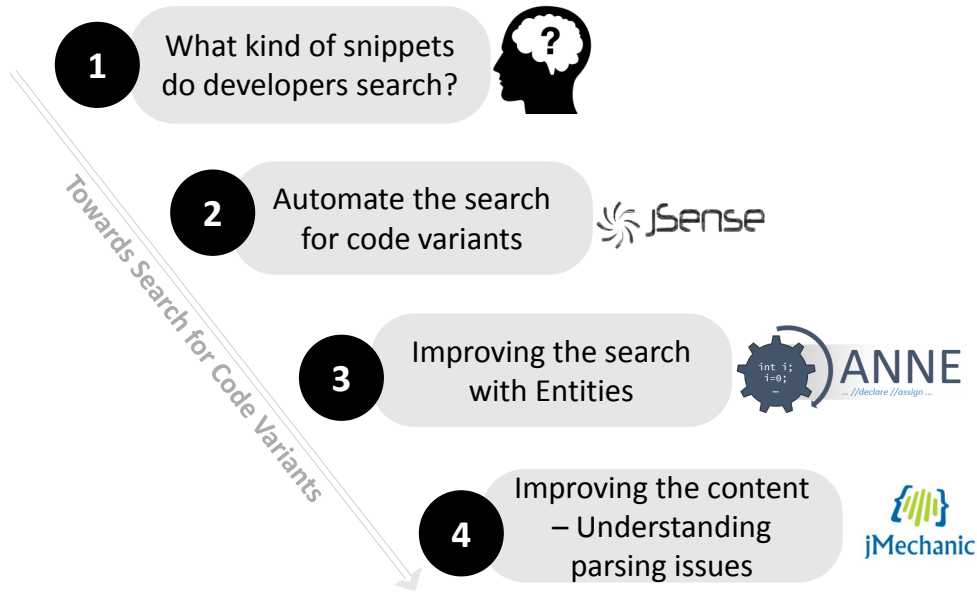 1
What kind of snippets
do developers search?
?
Towards Search for Code Variants
2
Automate the search
for code variants
jSense
3
Improving the search
with Entities
int i;
i=0;
…
ANNE
... //declare //assign ...
4
Improving the content
– Understanding
parsing issues
{}
jMechanic